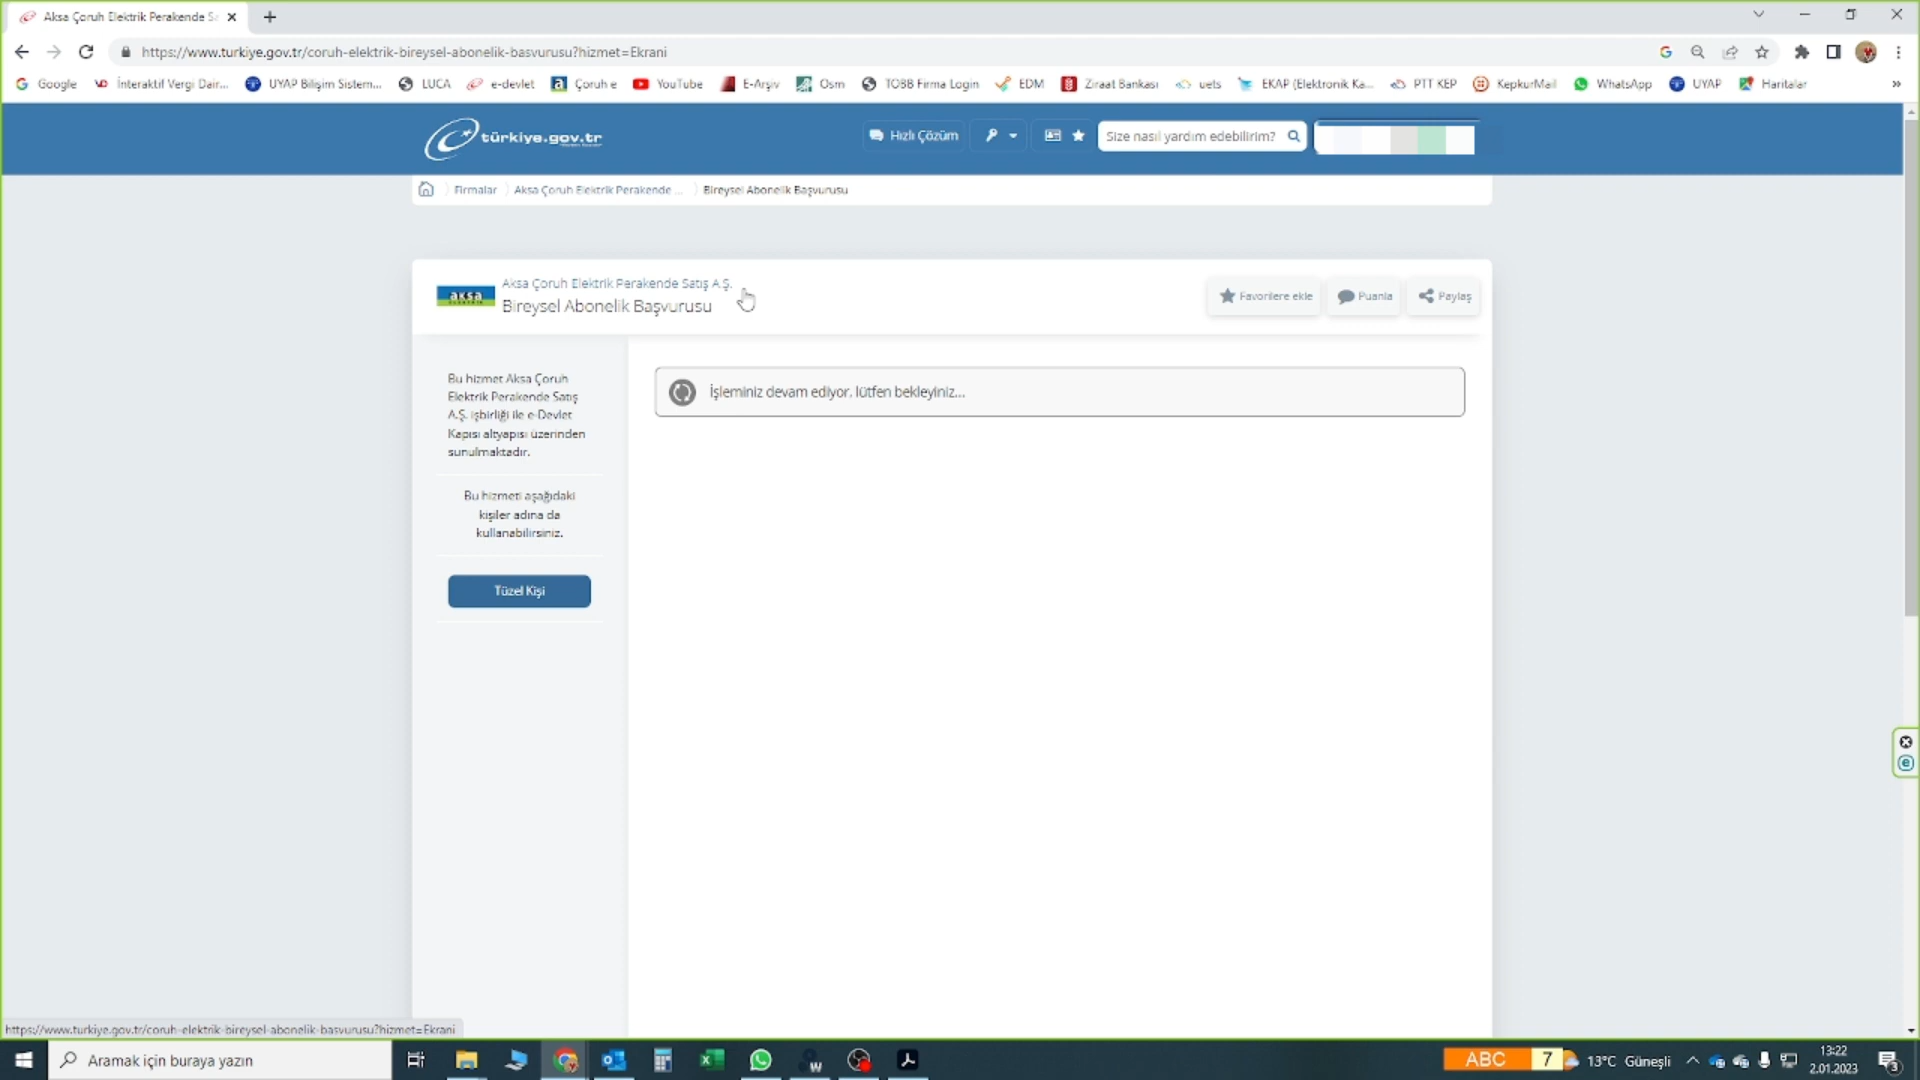 Aksa Çoruh Elektrik Perakende Sa
https://www.turkiye.gov.tr/coruh-elektrik-bireysel-abonelik-basvurusu?hizmet=Ekrani
Google İnteraktif Vergi Dair... UYAP Bilişim Sistem... LUCA e-devlet Çoruh e YouTube E-Arşiv Osm TOBB Firma Login EDM Ziraat Bankası uets EKAP (Elektronik Ka... PTT KEP KepkurMail WhatsApp UYAP Haritalar »
türkiye.gov.tr Hızlı Çözüm Size nasıl yardım edebilirim?
Firmalar Aksa Çoruh Elektrik Perakende ... Bireysel Abonelik Başvurusu
aksa
ELEKTRİK
Aksa Çoruh Elektrik Perakende Satış A.Ş.
Bireysel Abonelik Başvurusu
Favorilere ekle Puanla Paylaş
Bu hizmet Aksa Çoruh
Elektrik Perakende Satış
A.Ş. işbirliği ile e-Devlet
Kapısı altyapısı üzerinden
sunulmaktadır.
Bu hizmeti aşağıdaki
kişiler adına da
kullanabilirsiniz.
Tüzel Kişi
İşleminiz devam ediyor, lütfen bekleyiniz...
https://www.turkiye.gov.tr/coruh-elektrik-bireysel-abonelik-basvurusu?hizmet=Ekrani
Aramak için buraya yazın
ABC 7 13°C Güneşli
13:22
2.01.2023
3